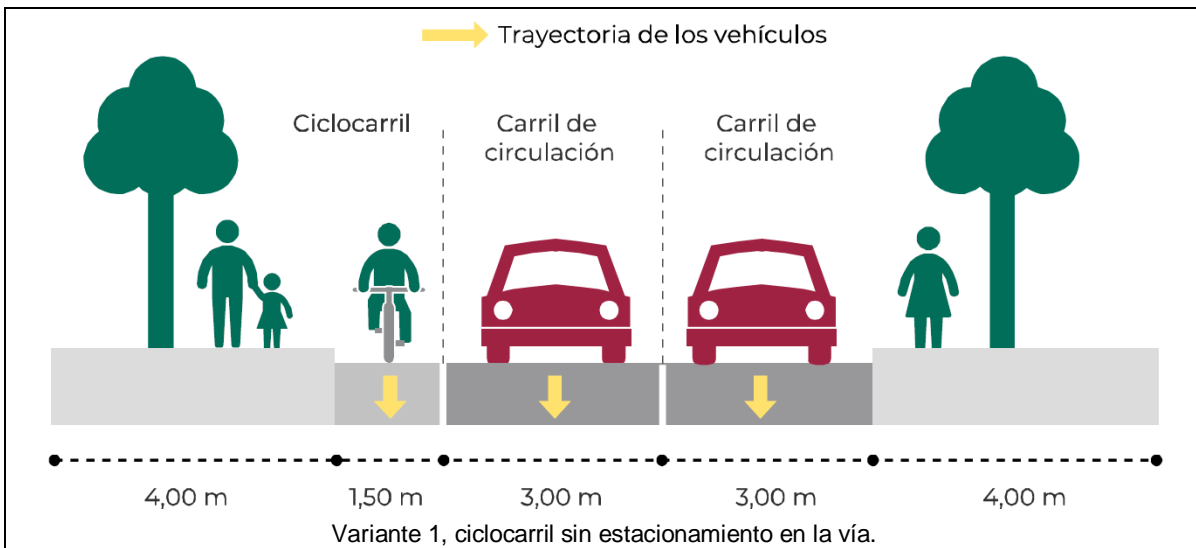 Trayectoria de los vehículos
Ciclocarril
Carril de
circulación
Carril de
circulación
4,00 m
1,50 m
3,00 m
3,00 m
4,00 m
Variante 1, ciclocarril sin estacionamiento en la vía.